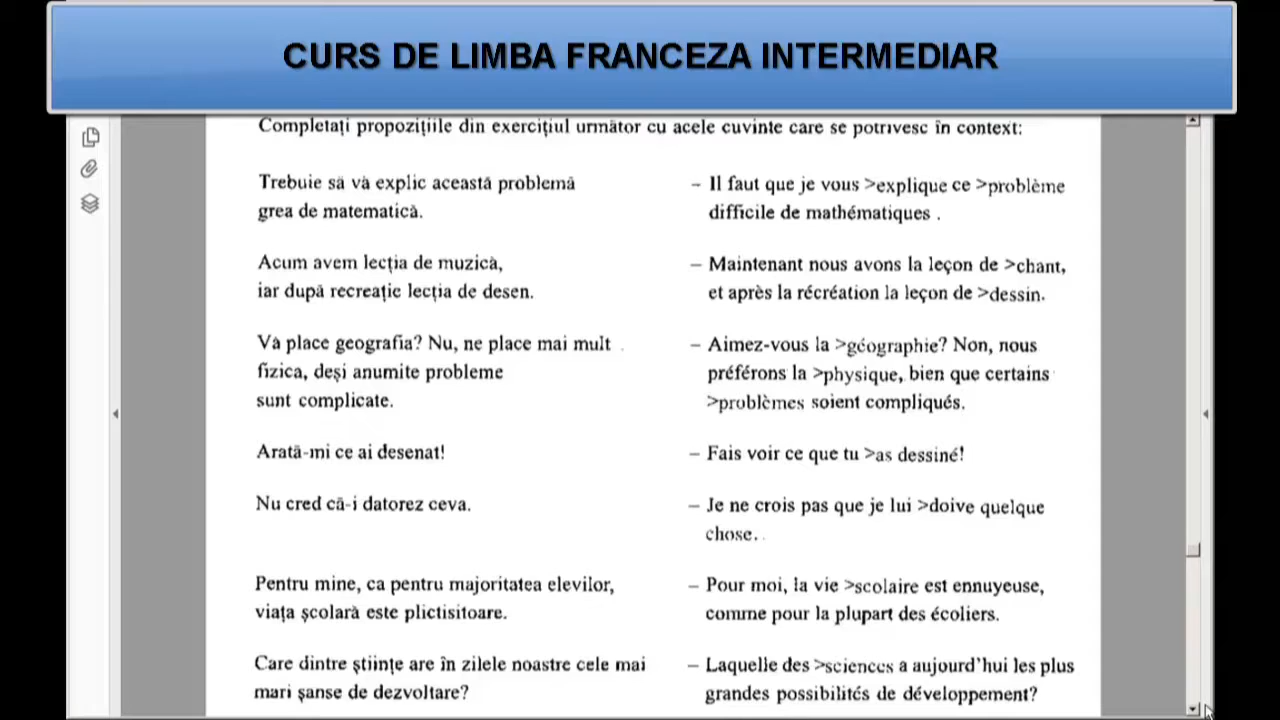 CURS DE LIMBA FRANCEZA INTERMEDIAR
Completați propozițiile din exercițiul următor cu acele cuvinte care se potrivesc în context:
Trebuie să vă explic această problemă
grea de matematică.
– Il faut que je vous >explique ce >problème
difficile de mathématiques .
Acum avem lecția de muzică,
iar după recreație lecția de desen.
– Maintenant nous avons la leçon de >chant,
et après la récréation la leçon de >dessin.
Vă place geografia? Nu, ne place mai mult
fizica, deși anumite probleme
sunt complicate.
– Aimez-vous la >géographie? Non, nous
préférons la >physique, bien que certains
>problèmes soient compliqués.
Arată-mi ce ai desenat!
– Fais voir ce que tu >as dessiné!
Nu cred că-i datorez ceva.
– Je ne crois pas que je lui >doive quelque
chose.
Pentru mine, ca pentru majoritatea elevilor,
viața școlară este plictisitoare.
– Pour moi, la vie >scolaire est ennuyeuse,
comme pour la plupart des écoliers.
Care dintre științe are în zilele noastre cele mai
mari șanse de dezvoltare?
– Laquelle des >sciences a aujourd'hui les plus
grandes possibilités de développement?